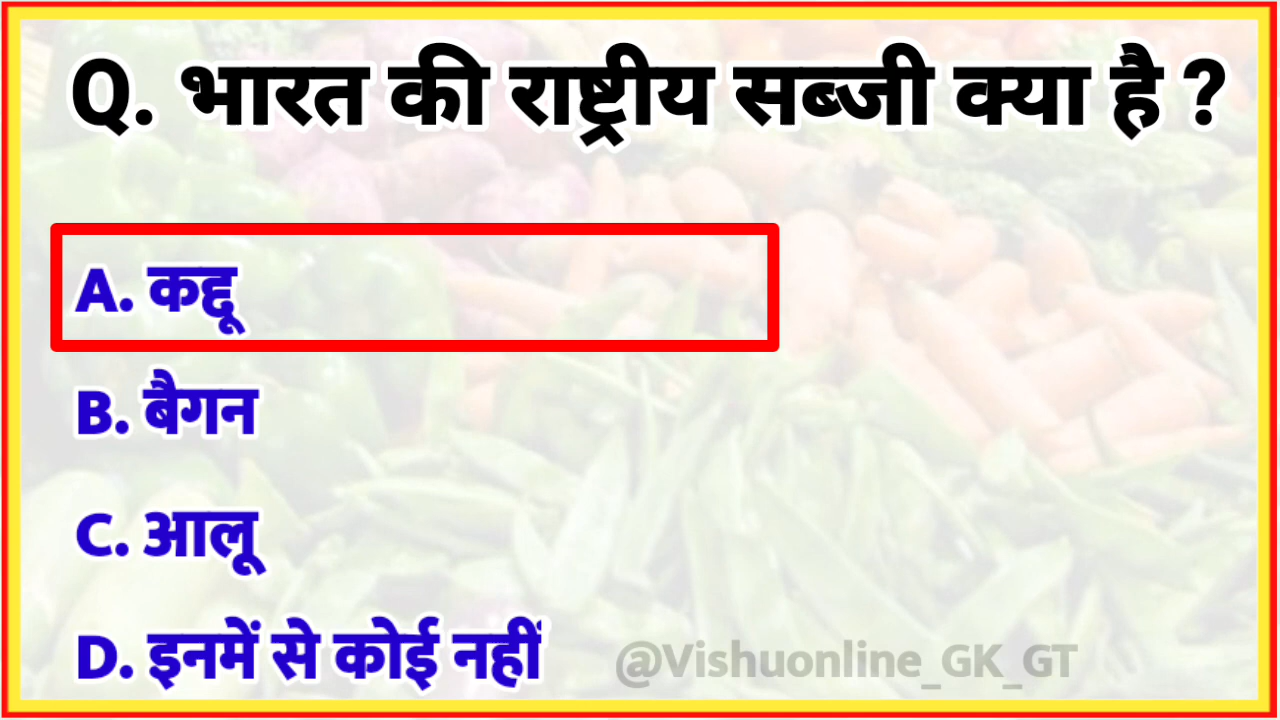 Q. भारत की राष्ट्रीय सब्जी क्या है ?
A. कद्दू
B. बैगन
C. आलू
D. इनमें से कोई नहीं
@Vishuonline_GK_GT